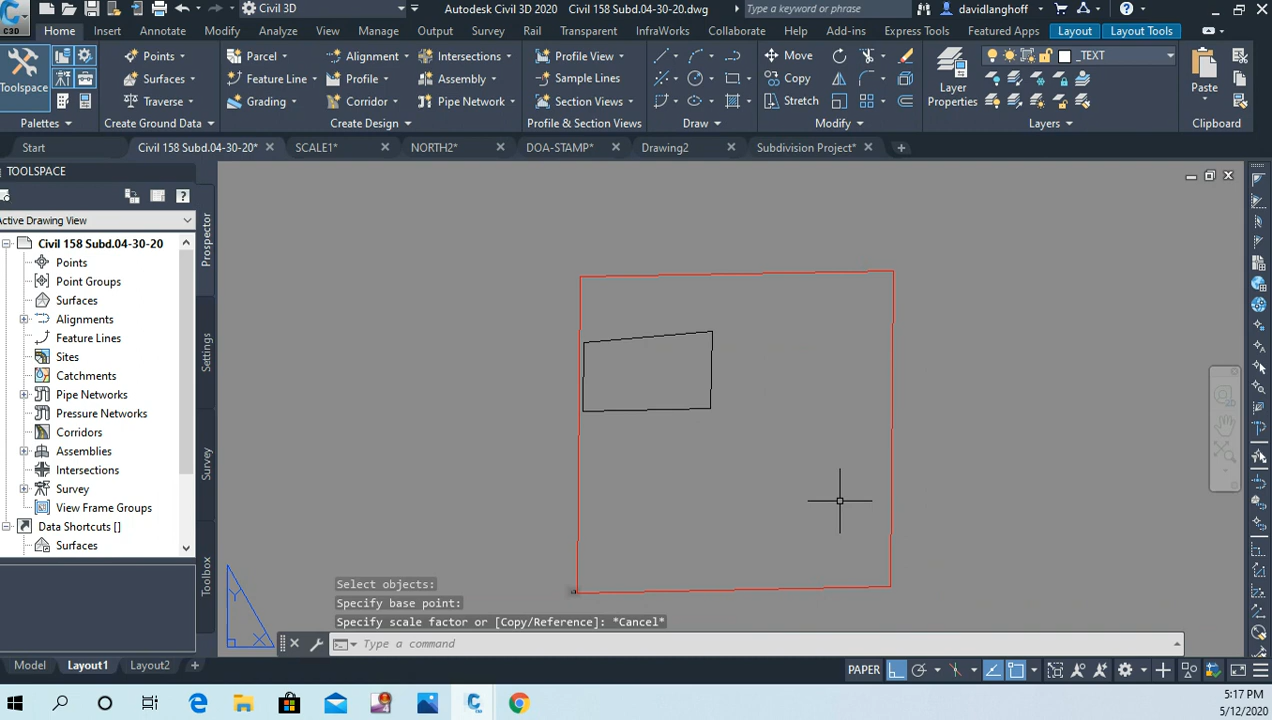 Civil 3D
Autodesk Civil 3D 2020 Civil 158 Subd.04-30-20.dwg
Type a keyword or phrase
davidlanghoff
C3D
Home Insert Annotate Modify Analyze View Manage Output Survey Rail Transparent InfraWorks Collaborate Help Add-ins Express Tools Featured Apps Layout Layout Tools
Toolspace
Palettes
Points
Surfaces
Traverse
Create Ground Data
Parcel
Feature Line
Grading
Alignment
Profile
Corridor
Intersections
Assembly
Pipe Network
Create Design
Profile View
Sample Lines
Section Views
Profile & Section Views
Draw
Move
Copy
Stretch
Modify
Layer
Properties
_TEXT
Layers
Paste
Clipboard
Start
Civil 158 Subd.04-30-20*
SCALE1*
NORTH2*
DOA-STAMP*
Drawing2
Subdivision Project*
TOOLSPACE
Active Drawing View
Civil 158 Subd.04-30-20
Points
Point Groups
Surfaces
Alignments
Feature Lines
Sites
Catchments
Pipe Networks
Pressure Networks
Corridors
Assemblies
Intersections
Survey
View Frame Groups
Data Shortcuts []
Surfaces
Prospector
Settings
Survey
Toolbox
Y
X
Select objects:
Specify base point:
Specify scale factor or [Copy/Reference]: *Cancel*
Type a command
Model Layout1 Layout2
PAPER
5:17 PM
5/12/2020